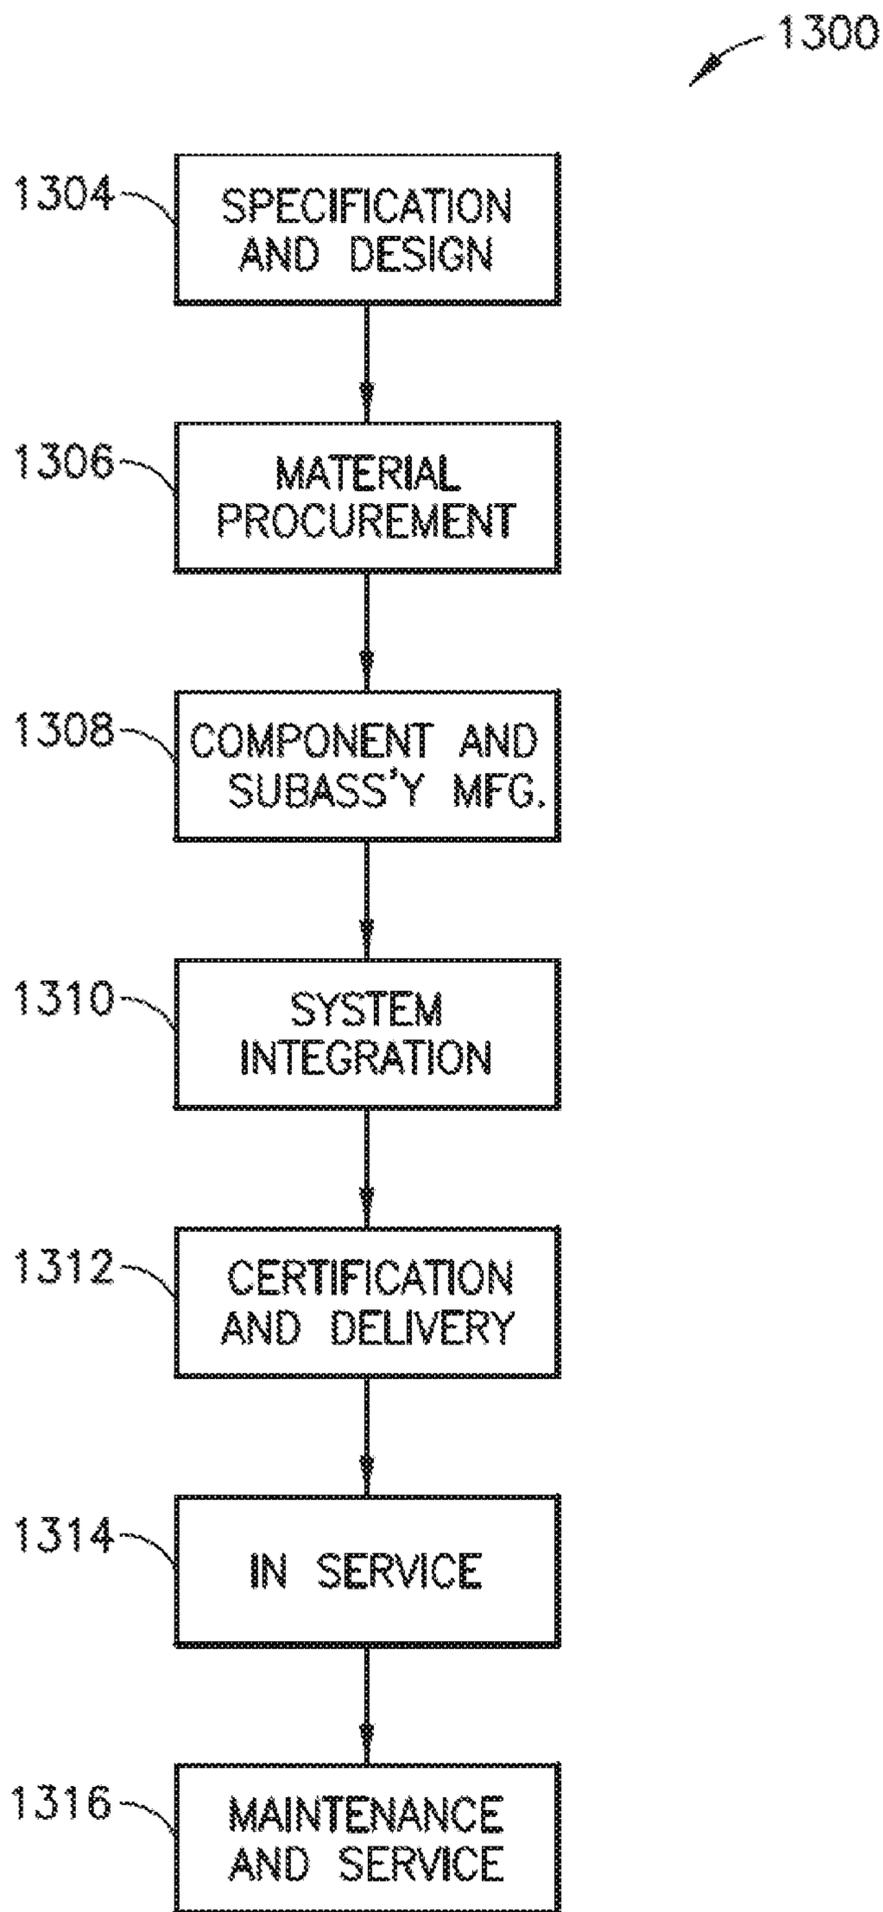 1300
1304
SPECIFICATION
AND DESIGN
1306
MATERIAL
PROCUREMENT
1308
COMPONENT AND
SUBASS'Y MFG.
1310
SYSTEM
INTEGRATION
1312
CERTIFICATION
AND DELIVERY
1314
IN SERVICE
1316
MAINTENANCE
AND SERVICE